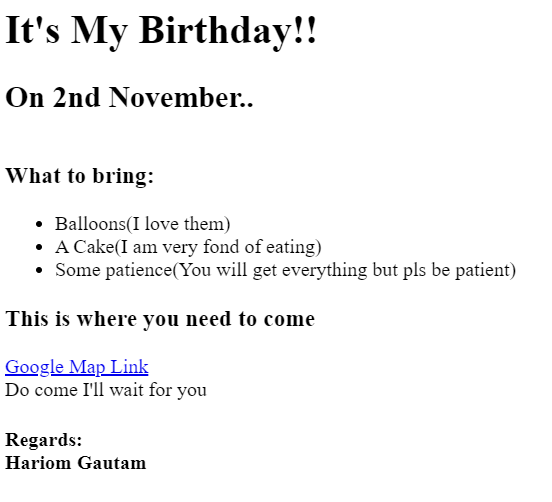 It's My Birthday!!
On 2nd November..
What to bring:
Balloons(I love them)
A Cake(I am very fond of eating)
Some patience(You will get everything but pls be patient)
This is where you need to come
Google Map Link
Do come I'll wait for you
Regards:
Hariom Gautam